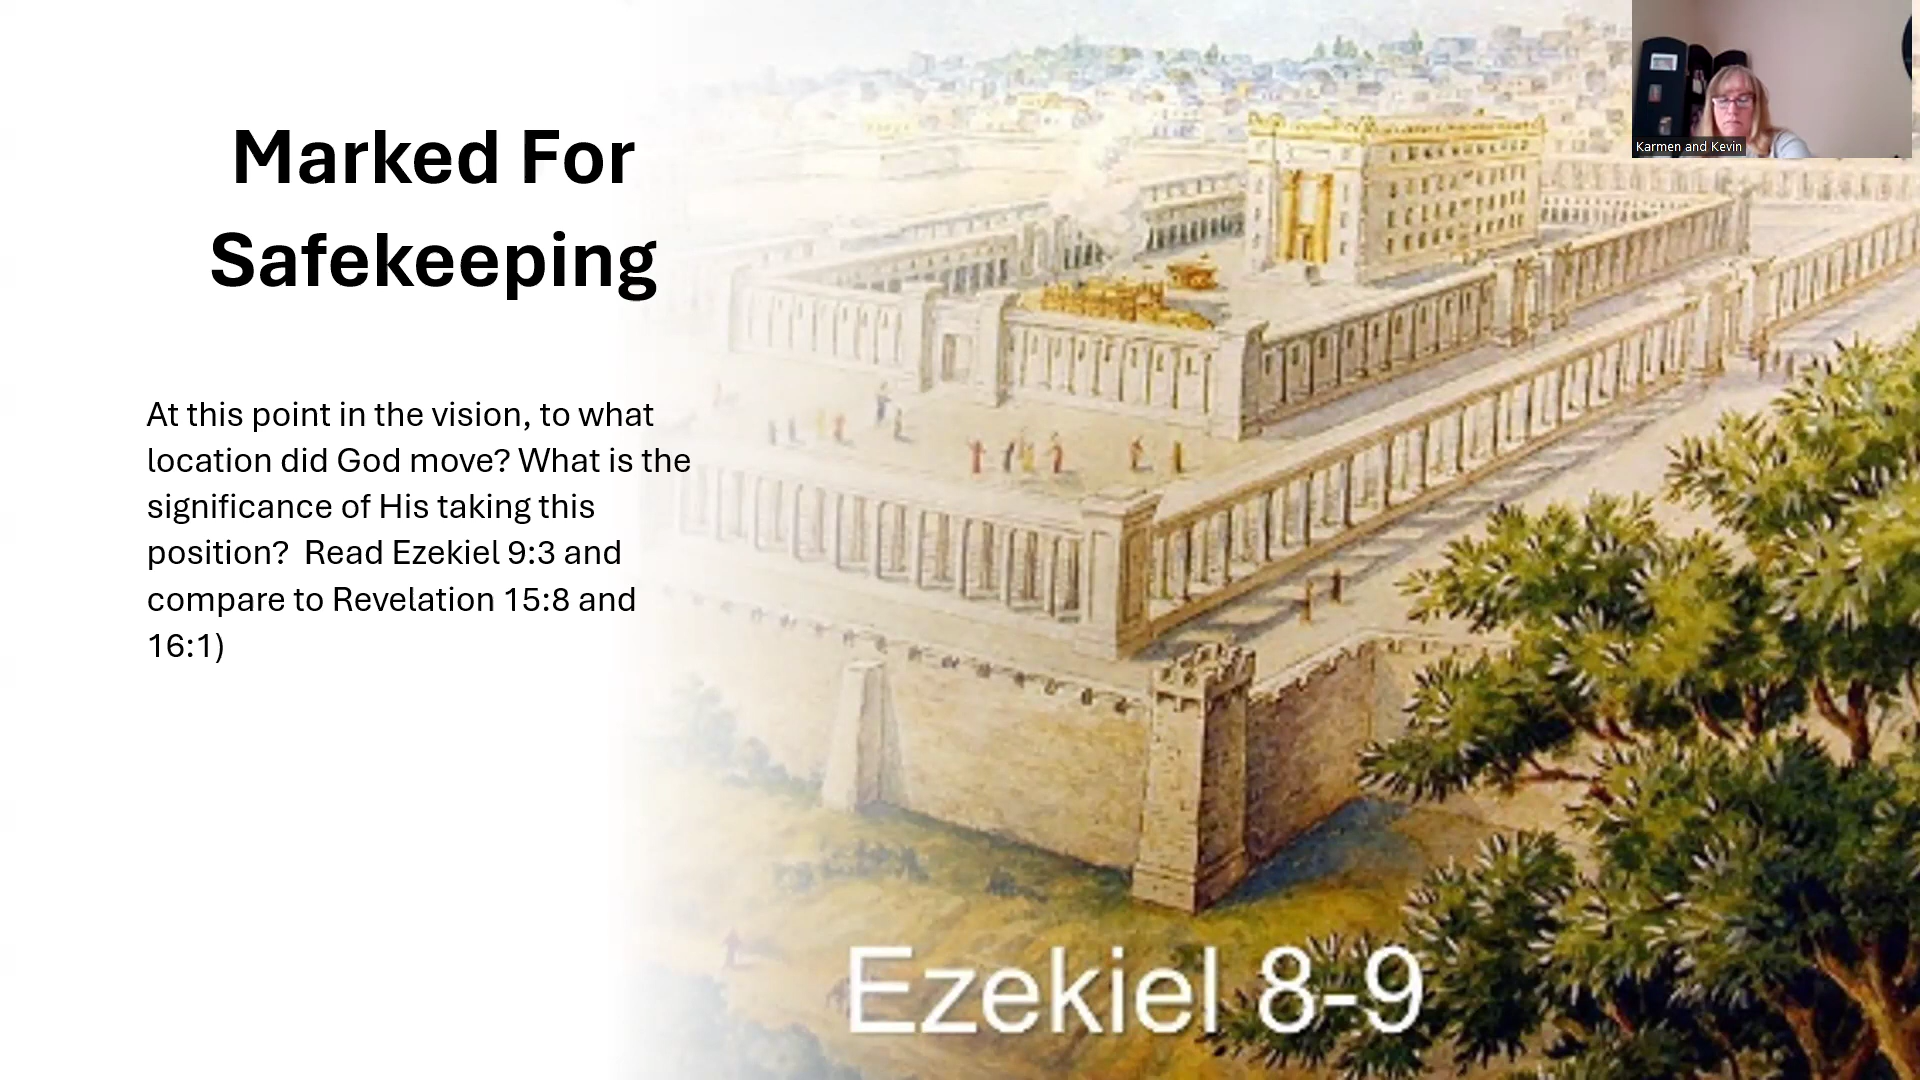 Marked For
Safekeeping
At this point in the vision, to what
location did God move? What is the
significance of His taking this
position?  Read Ezekiel 9:3 and
compare to Revelation 15:8 and
16:1)
Karmen and Kevin
Ezekiel 8-9